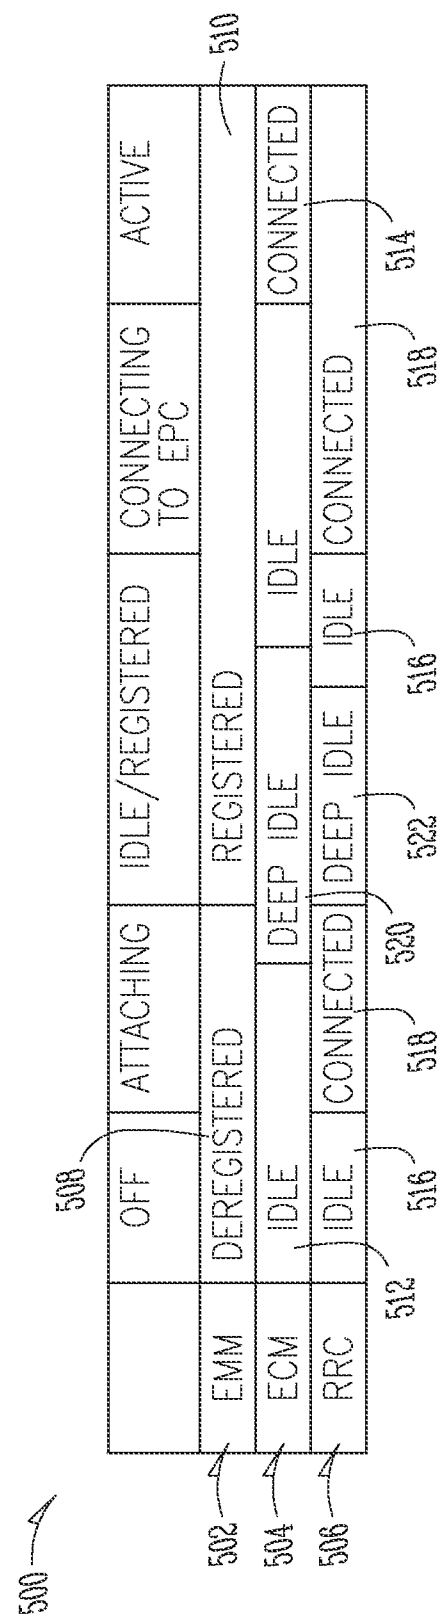 500
510
OFF
ATTACHING
IDLE/REGISTERED
CONNECTING
TO EPC
ACTIVE
508
502
EMM
DEREGISTERED
REGISTERED
504
ECM
IDLE
DEEP IDLE
IDLE
CONNECTED
506
RRC
IDLE
CONNECTED
DEEP IDLE
IDLE
CONNECTED
512
516
518
520
522
516
518
514